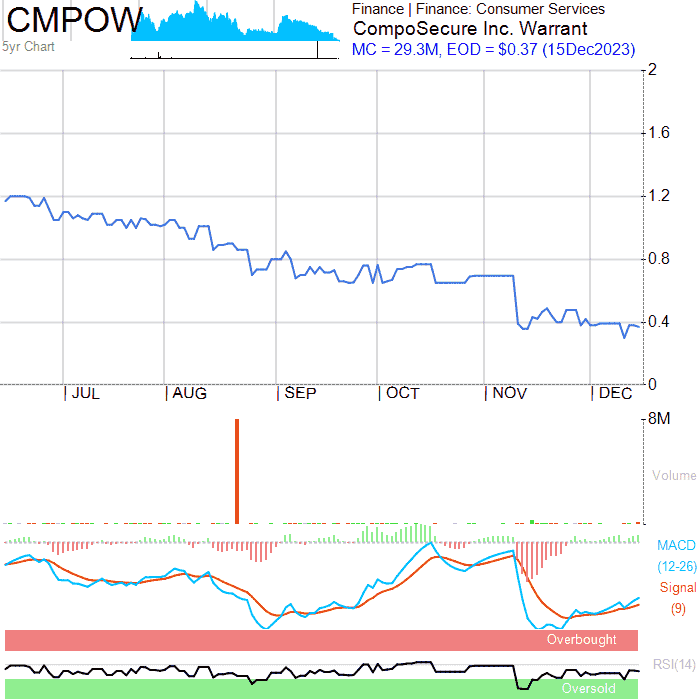 CMPOW
5yr Chart
Finance | Finance: Consumer Services
CompoSecure Inc. Warrant
MC = 29.3M, EOD = $0.37 (15Dec2023)
2
1.6
1.2
0.8
0.4
0
JUL
AUG
SEP
OCT
NOV
DEC
8M
Volume
MACD
(12-26)
Signal
(9)
Overbought
RSI(14)
Oversold